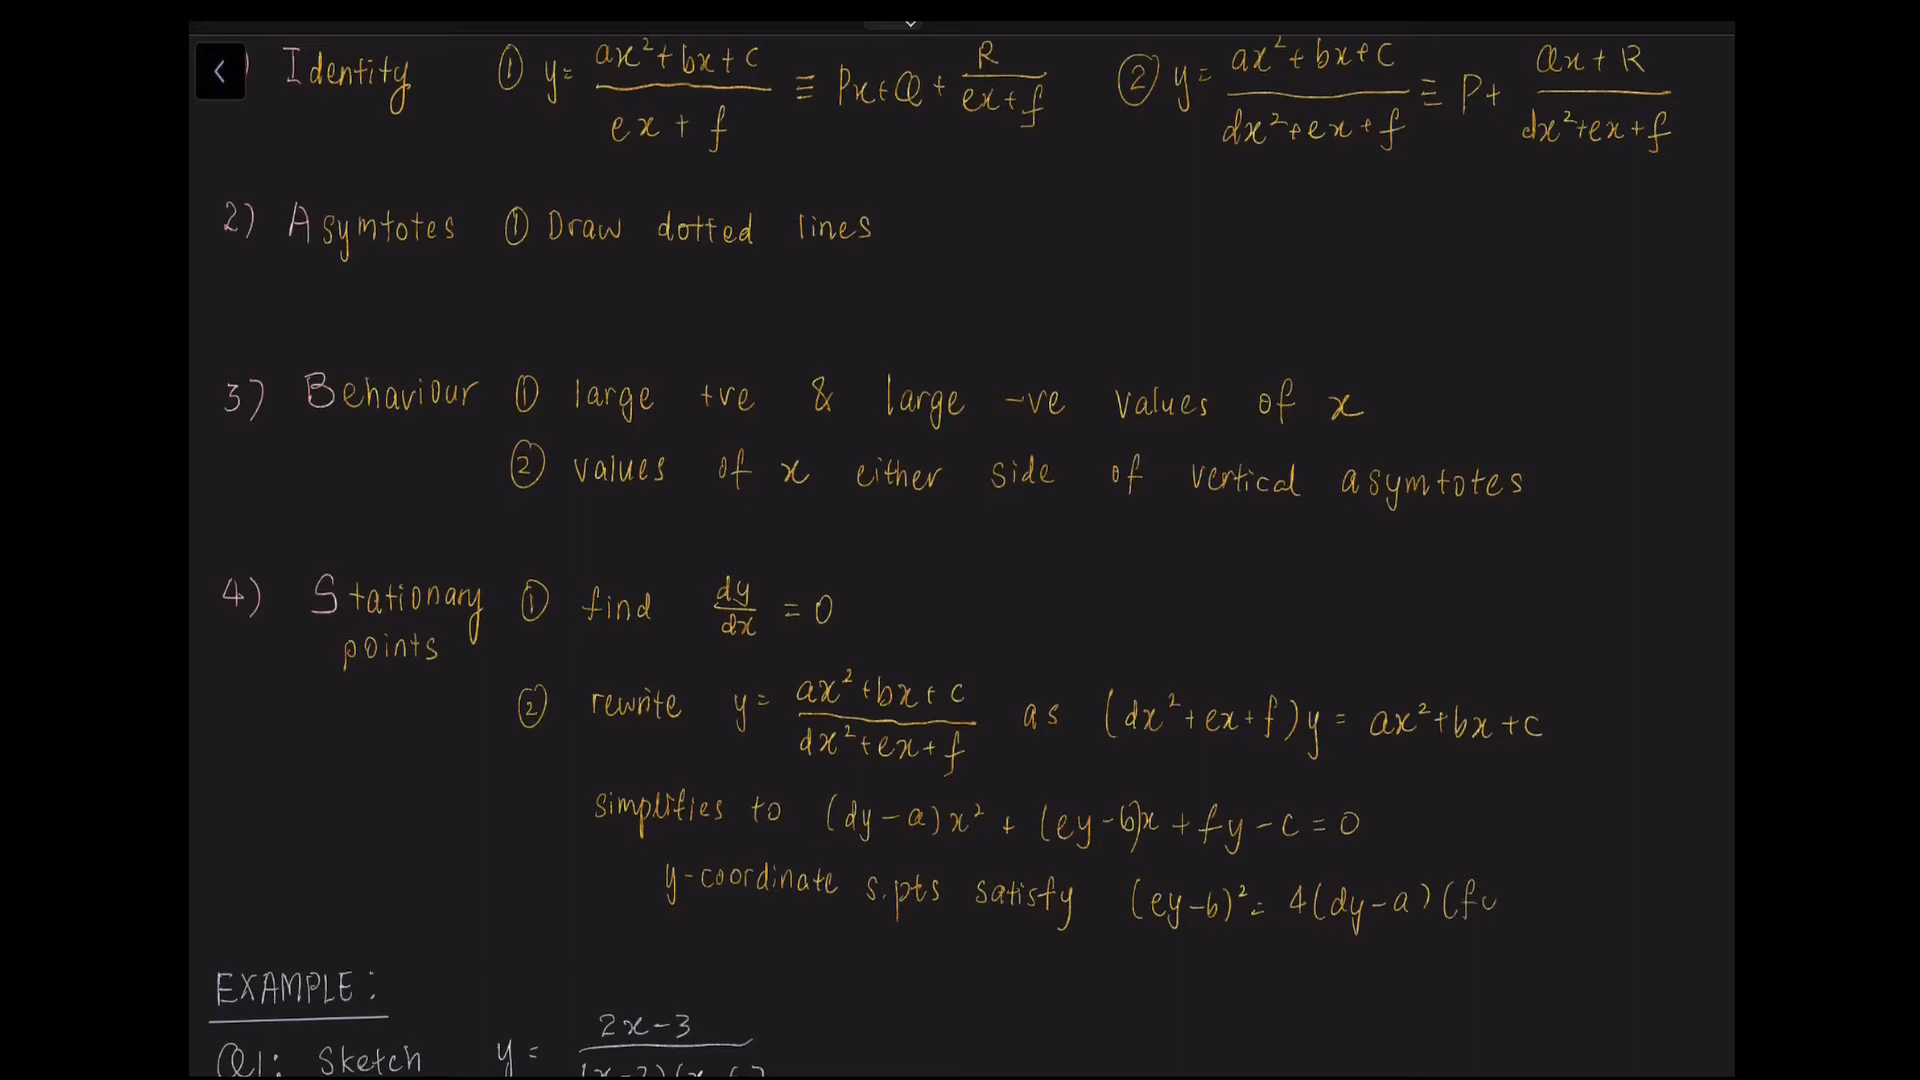 ) Identity ① y= ax²+bx+c / ex+f ≡ Px+Q + R / ex+f ② y= ax²+bx+c / dx²+ex+f ≡ P+ Qx+R / dx²+ex+f
2) Asymtotes ① Draw dotted lines
3) Behaviour ① large +ve & large -ve values of x
② values of x either side of vertical asymtotes
4) Stationary points ① find dy/dx = 0
② rewrite y= ax²+bx+c / dx²+ex+f as (dx²+ex+f)y = ax²+bx+c
simplifies to (dy-a)x² + (ey-b)x + fy-c=0
y-coordinate s.pts satisfy (ey-b)²= 4(dy-a)(f
EXAMPLE:
Q1: Sketch y= 2x-3